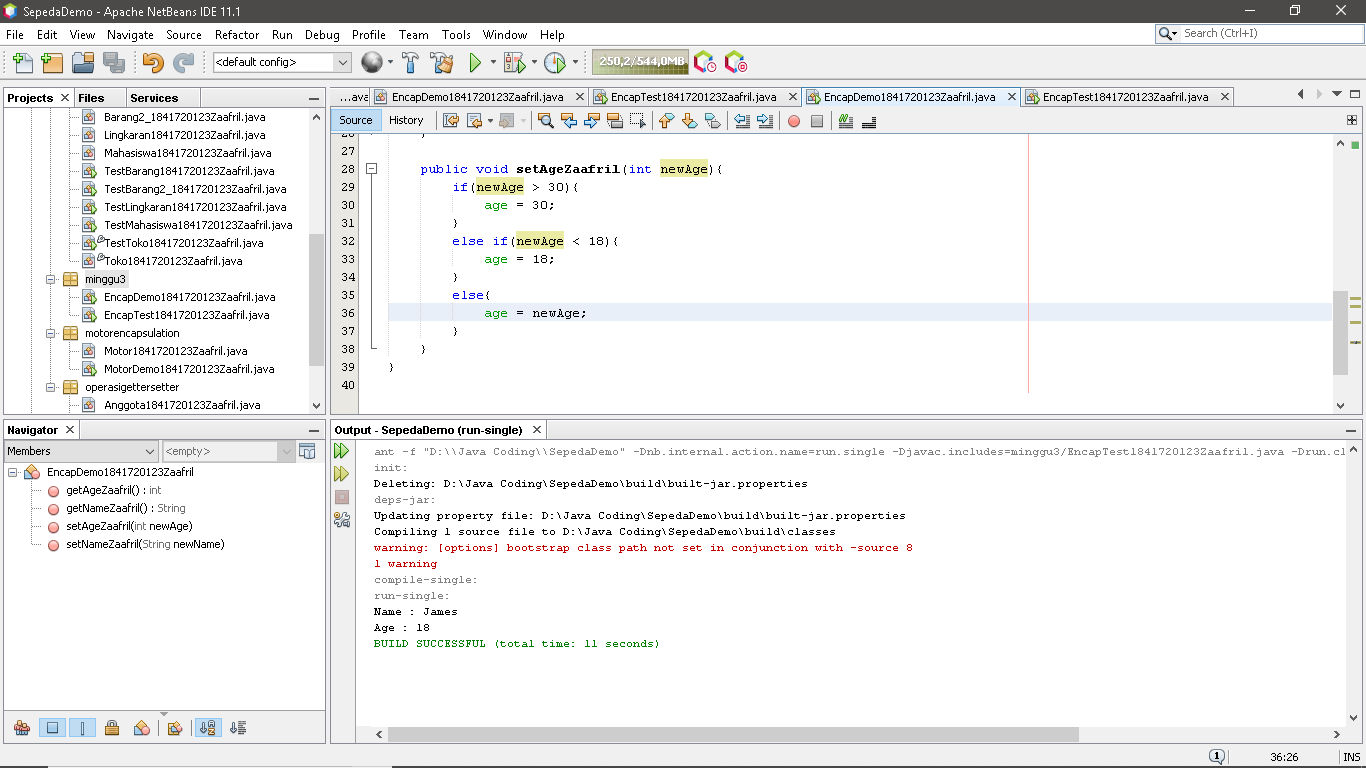 SepedaDemo - Apache NetBeans IDE 11.1
File Edit View Navigate Source Refactor Run Debug Profile Team Tools Window Help
Search (Ctrl+I)
<default config>
250,2/544,0MB
Projects Files Services
Barang2_1841720123Zaafril.java
Lingkaran1841720123Zaafril.java
Mahasiswa1841720123Zaafril.java
TestBarang1841720123Zaafril.java
TestBarang2_1841720123Zaafril.java
TestLingkaran1841720123Zaafril.java
TestMahasiswa1841720123Zaafril.java
TestToko1841720123Zaafril.java
Toko1841720123Zaafril.java
minggu3
EncapDemo1841720123Zaafril.java
EncapTest1841720123Zaafril.java
motorencapsulation
Motor1841720123Zaafril.java
MotorDemo1841720123Zaafril.java
operasigettersetter
Anggota1841720123Zaafril.java
...ava EncapDemo1841720123Zaafril.java EncapTest1841720123Zaafril.java EncapDemo1841720123Zaafril.java EncapTest1841720123Zaafril.java
Source History
26 }
27
28 public void setAgeZaafril(int newAge){
29 if(newAge > 30){
30 age = 30;
31 }
32 else if(newAge < 18){
33 age = 18;
34 }
35 else{
36 age = newAge;
37 }
38 }
39 }
40
Navigator
Members <empty>
EncapDemo1841720123Zaafril
getAgeZaafril() : int
getNameZaafril() : String
setAgeZaafril(int newAge)
setNameZaafril(String newName)
Output - SepedaDemo (run-single)
ant -f "D:\\Java Coding\\SepedaDemo" -Dnb.internal.action.name=run.single -Djavac.includes=minggu3/EncapTest1841720123Zaafril.java -Drun.cl
init:
Deleting: D:\Java Coding\SepedaDemo\build\built-jar.properties
deps-jar:
Updating property file: D:\Java Coding\SepedaDemo\build\built-jar.properties
Compiling 1 source file to D:\Java Coding\SepedaDemo\build\classes
warning: [options] bootstrap class path not set in conjunction with -source 8
1 warning
compile-single:
run-single:
Name : James
Age : 18
BUILD SUCCESSFUL (total time: 11 seconds)
1 36:26 INS